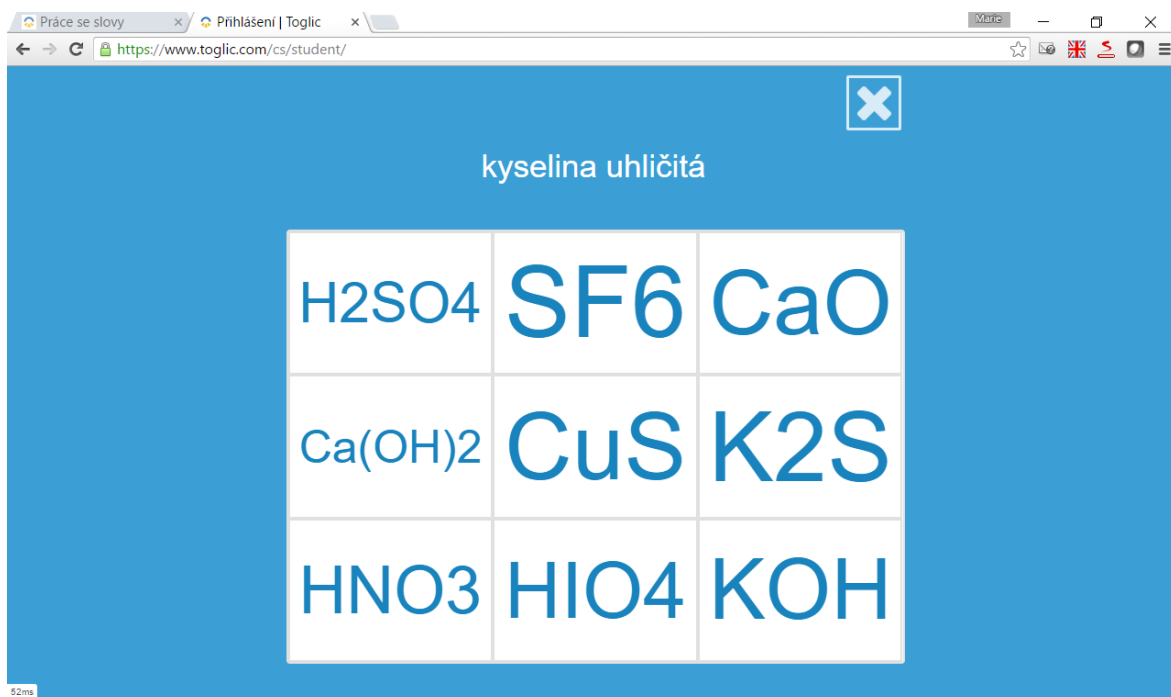 Práce se slovy
Přihlášení | Toglic
Marie
https://www.toglic.com/cs/student/
kyselina uhličitá
H2SO4 SF6 CaO
Ca(OH)2 CuS K2S
HNO3 HIO4 KOH
52ms